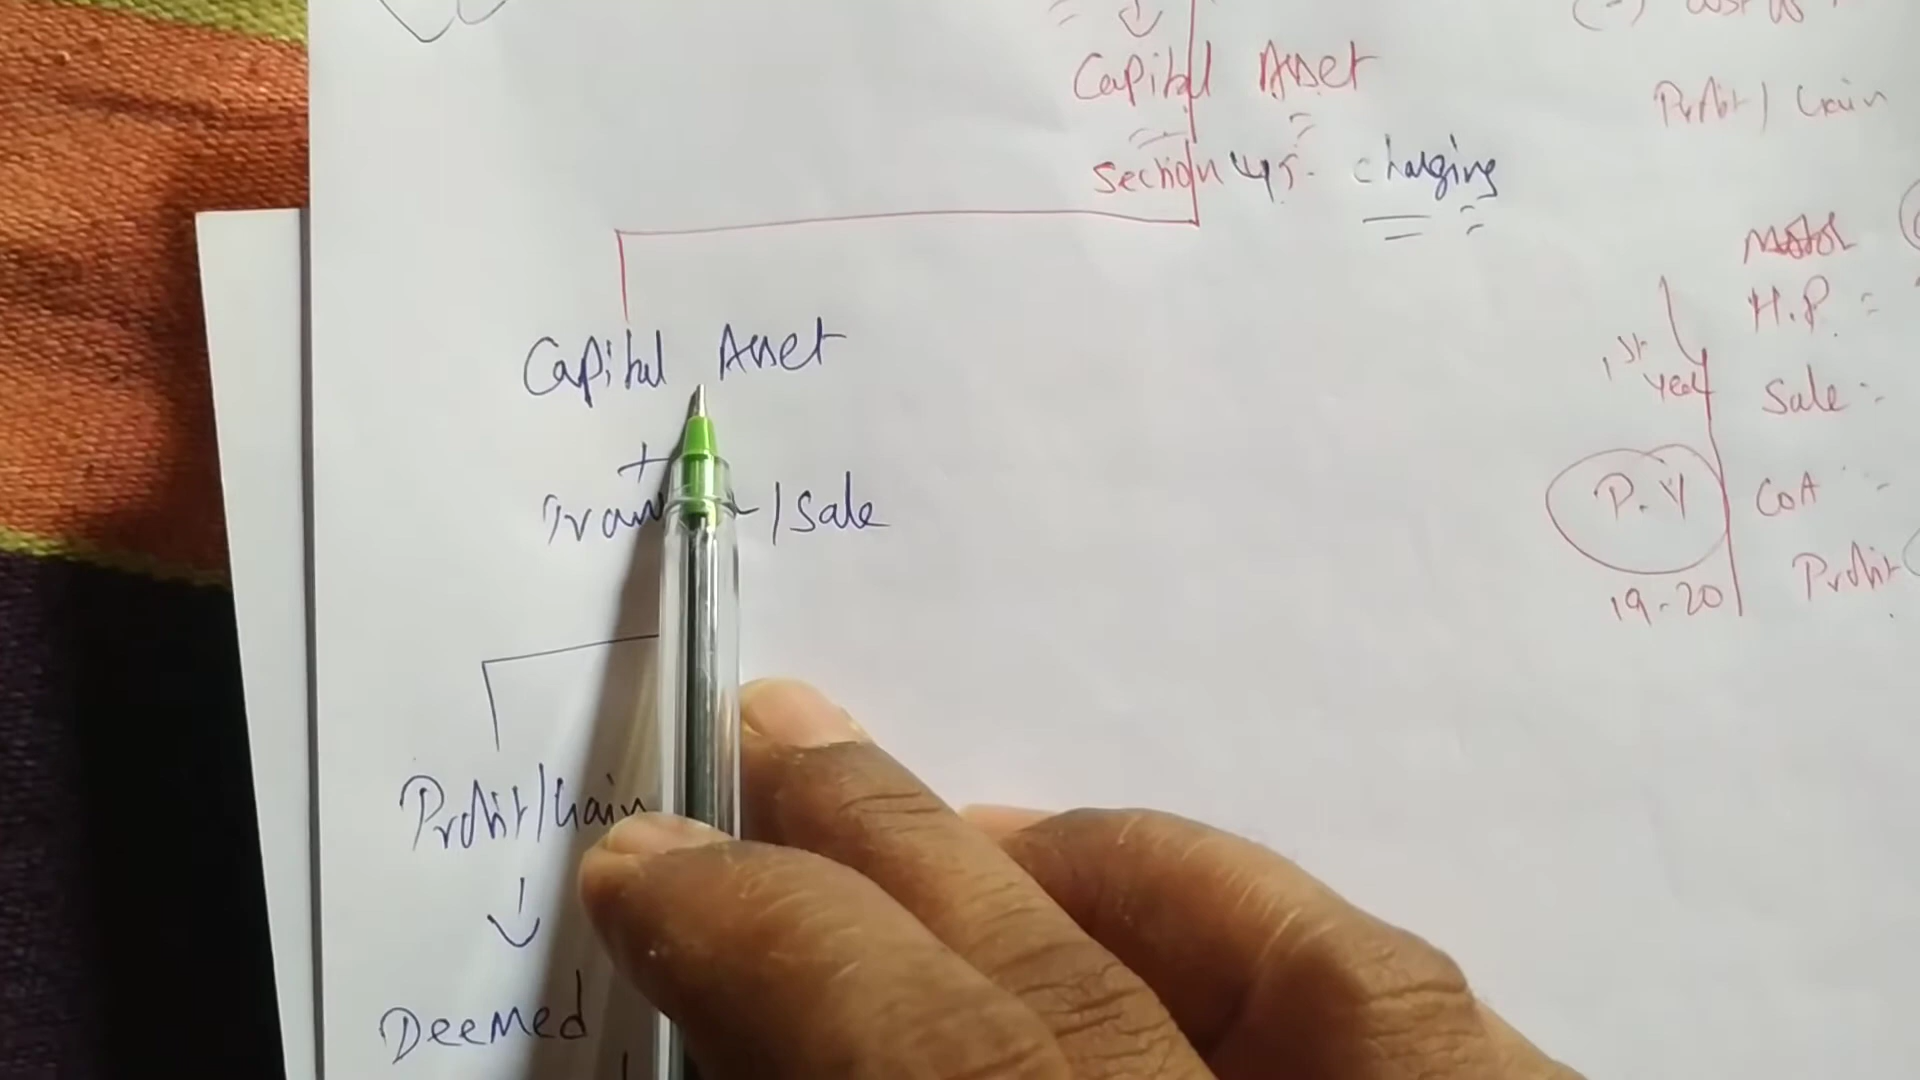 Capital Asset
Section 45. charging
Capital Asset
+
/ Sale
Profit/Gain
Deemed
Profit/ Gain
Motor
H.P. =
1st year
Sale :-
P.Y
COA :-
19-20
Profit